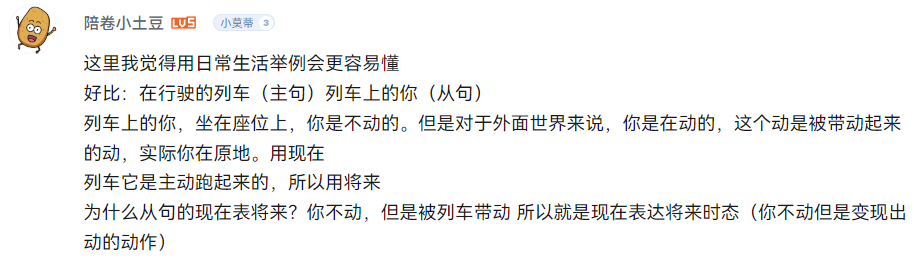 陪卷小土豆 LV5 小莫蒂 3
这里我觉得用日常生活举例会更容易懂
好比：在行驶的列车（主句）列车上的你（从句）
列车上的你，坐在座位上，你是不动的。但是对于外面世界来说，你是在动的，这个动是被带动起来
的动，实际你在原地。用现在
列车它是主动跑起来的，所以用将来
为什么从句的现在表将来？你不动，但是被列车带动 所以就是现在表达将来时态（你不动但是变现出
动的动作）